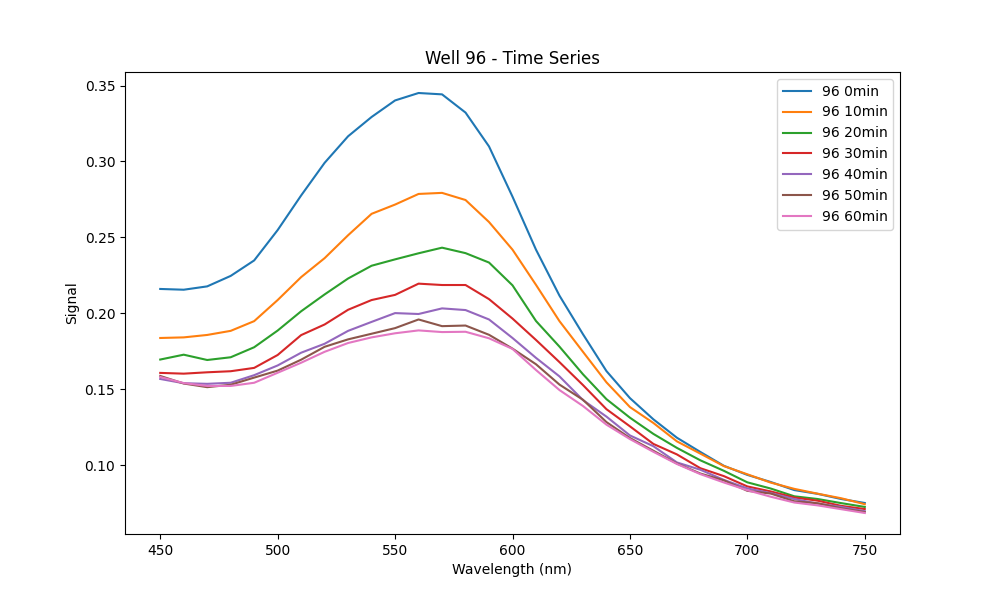 Well 96 - Time Series
Signal
0.35
0.30
0.25
0.20
0.15
0.10
96 0min
96 10min
96 20min
96 30min
96 40min
96 50min
96 60min
450 500 550 600 650 700 750
Wavelength (nm)